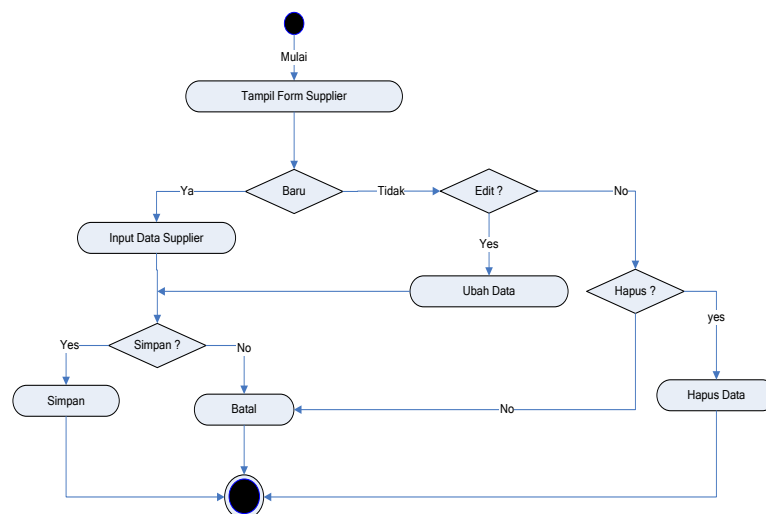 Mulai
Tampil Form Supplier
Ya
Baru
Tidak
Edit ?
No
Input Data Supplier
Yes
Ubah Data
Hapus ?
yes
Yes
Simpan ?
No
Simpan
Batal
No
Hapus Data